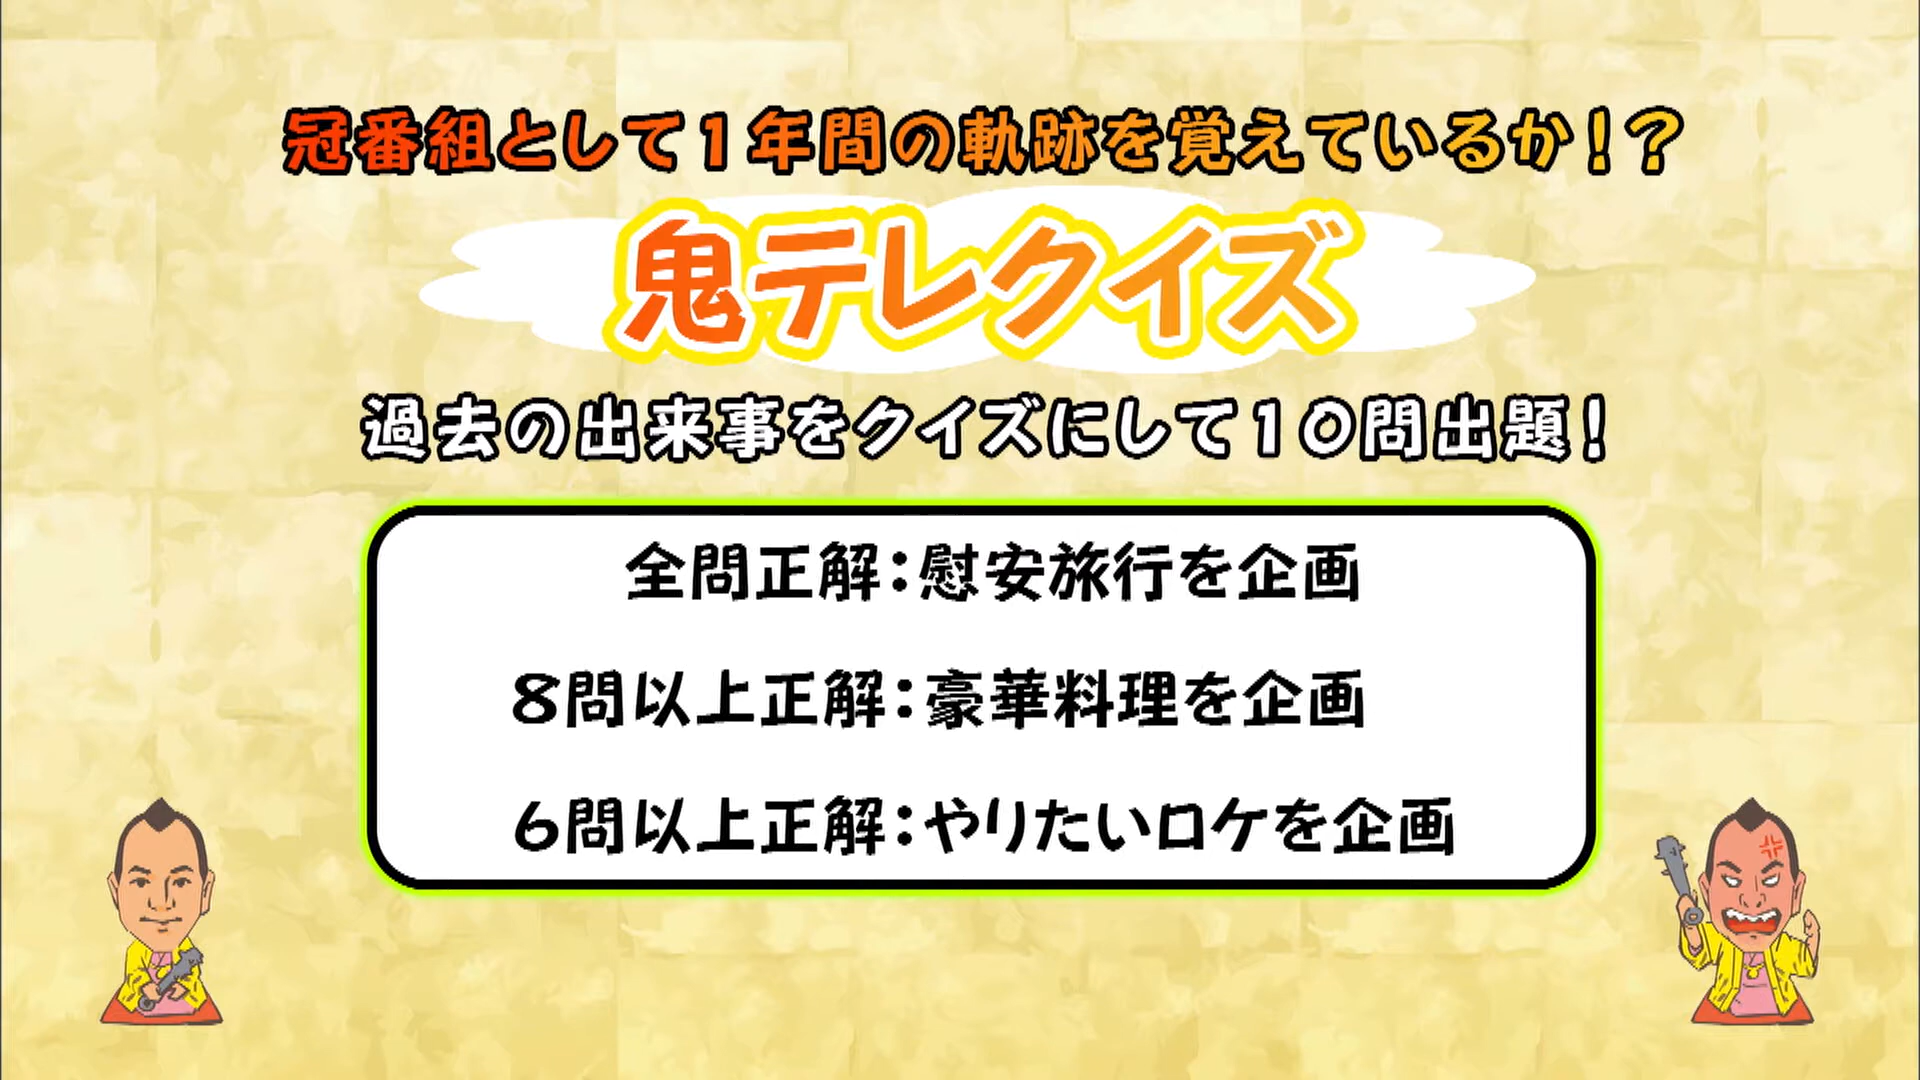 冠番組として1年間の軌跡を覚えているか!?
鬼テレクイズ
過去の出来事をクイズにして10問出題!
全問正解:慰安旅行を企画
8問以上正解:豪華料理を企画
6問以上正解:やりたいロケを企画